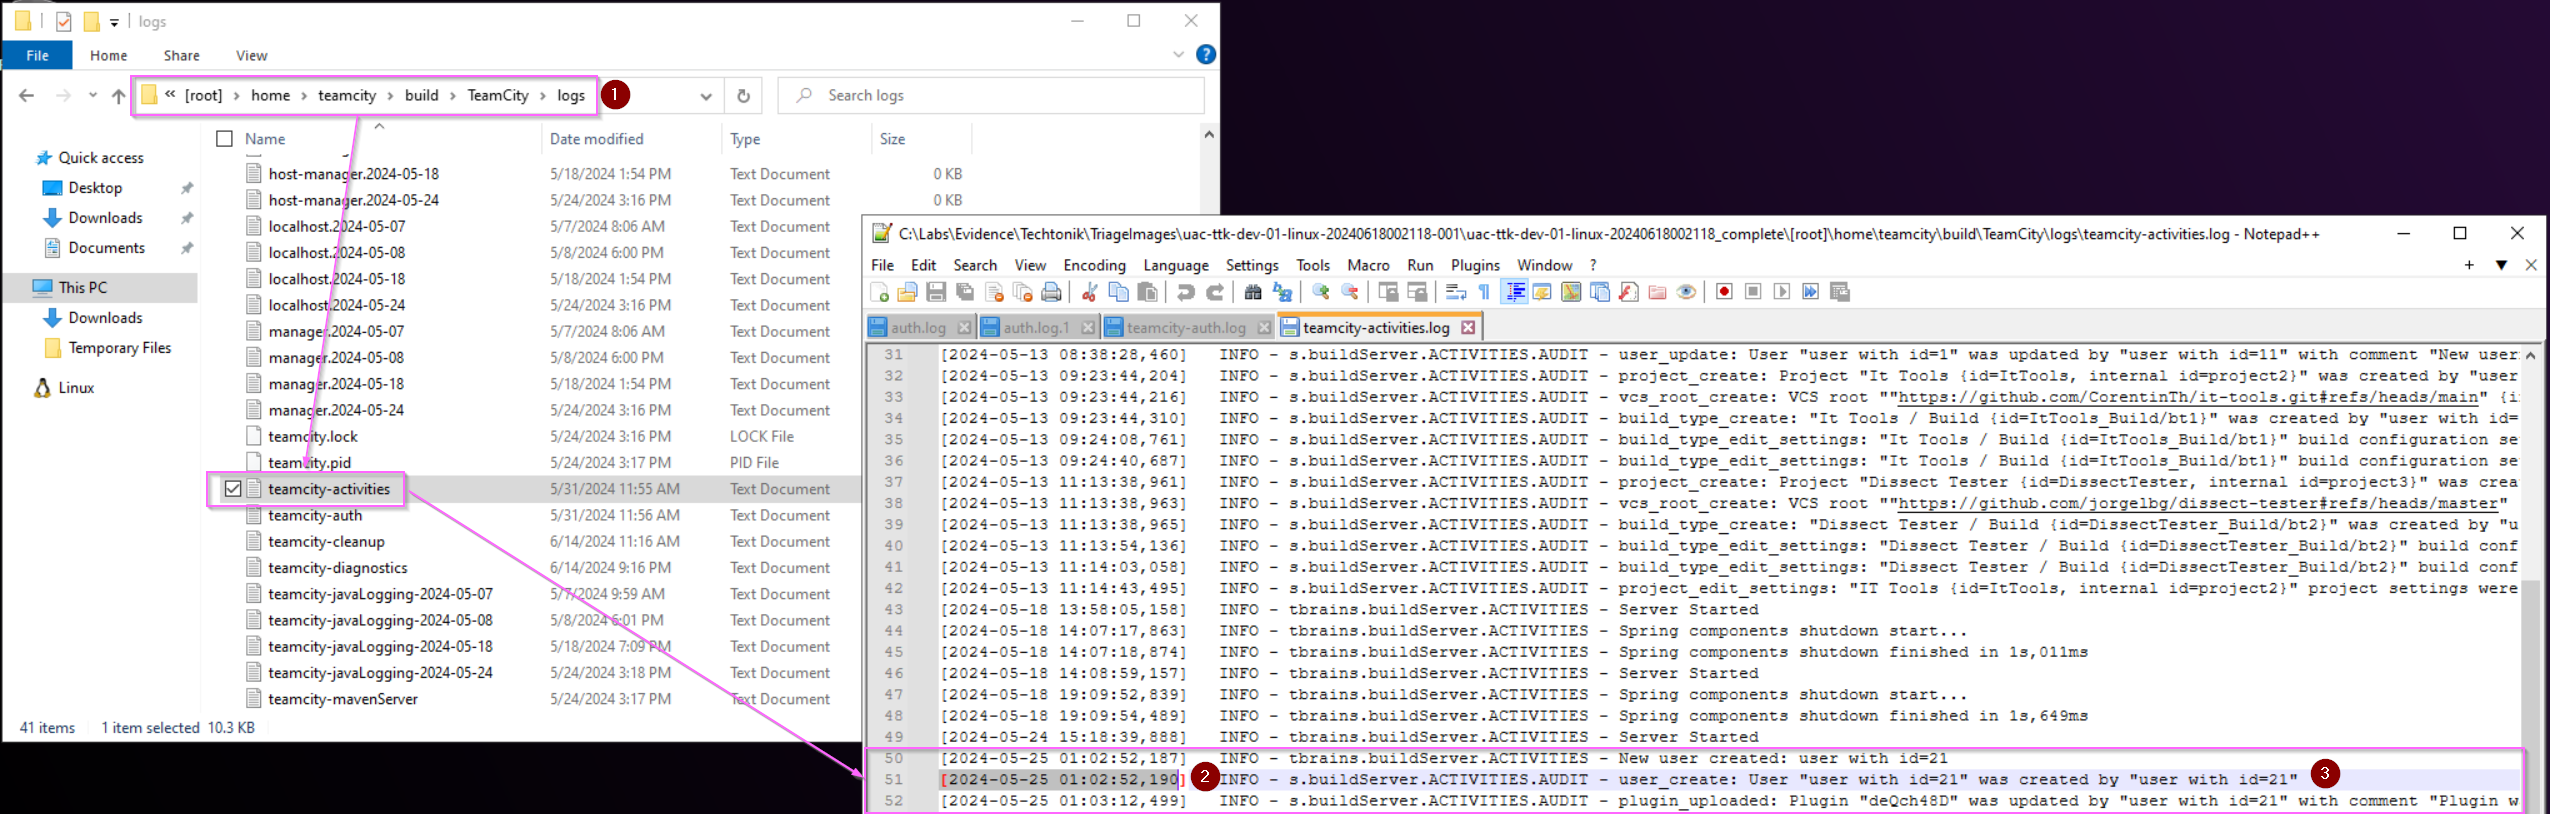 logs
File Home Share View
« [root] › home › teamcity › build › TeamCity › logs
1
Search logs
Name Date modified Type Size
Quick access
Desktop
Downloads
Documents
This PC
Downloads
Temporary Files
Linux
host-manager.2024-05-18 5/18/2024 1:54 PM Text Document 0 KB
host-manager.2024-05-24 5/24/2024 3:16 PM Text Document 0 KB
localhost.2024-05-07 5/7/2024 8:06 AM Text Document
localhost.2024-05-08 5/8/2024 6:00 PM Text Document
localhost.2024-05-18 5/18/2024 1:54 PM Text Document
localhost.2024-05-24 5/24/2024 3:16 PM Text Document
manager.2024-05-07 5/7/2024 8:06 AM Text Document
manager.2024-05-08 5/8/2024 6:00 PM Text Document
manager.2024-05-18 5/18/2024 1:54 PM Text Document
manager.2024-05-24 5/24/2024 3:16 PM Text Document
teamcity.lock 5/24/2024 3:16 PM LOCK File
teamcity.pid 5/24/2024 3:17 PM PID File
teamcity-activities 5/31/2024 11:55 AM Text Document
teamcity-auth 5/31/2024 11:56 AM Text Document
teamcity-cleanup 6/14/2024 11:16 AM Text Document
teamcity-diagnostics 6/14/2024 9:16 PM Text Document
teamcity-javaLogging-2024-05-07 5/7/2024 9:59 AM Text Document
teamcity-javaLogging-2024-05-08 5/8/2024 6:01 PM Text Document
teamcity-javaLogging-2024-05-18 5/18/2024 7:09 PM Text Document
teamcity-javaLogging-2024-05-24 5/24/2024 3:18 PM Text Document
teamcity-mavenServer 5/24/2024 3:17 PM Text Document
41 items 1 item selected 10.3 KB
C:\Labs\Evidence\Techtonik\TriageImages\uac-ttk-dev-01-linux-20240618002118-001\uac-ttk-dev-01-linux-20240618002118_complete\[root]\home\teamcity\build\TeamCity\logs\teamcity-activities.log - Notepad++
File Edit Search View Encoding Language Settings Tools Macro Run Plugins Window ?
auth.log auth.log.1 teamcity-auth.log teamcity-activities.log
31 [2024-05-13 08:38:28,460] INFO - s.buildServer.ACTIVITIES.AUDIT - user_update: User "user with id=1" was updated by "user with id=11" with comment "New user
32 [2024-05-13 09:23:44,204] INFO - s.buildServer.ACTIVITIES.AUDIT - project_create: Project "It Tools {id=ItTools, internal id=project2}" was created by "user
33 [2024-05-13 09:23:44,216] INFO - s.buildServer.ACTIVITIES.AUDIT - vcs_root_create: VCS root ""https://github.com/CorentinTh/it-tools.git#refs/heads/main" {i
34 [2024-05-13 09:23:44,310] INFO - s.buildServer.ACTIVITIES.AUDIT - build_type_create: "It Tools / Build {id=ItTools_Build/bt1}" was created by "user with id=
35 [2024-05-13 09:24:08,761] INFO - s.buildServer.ACTIVITIES.AUDIT - build_type_edit_settings: "It Tools / Build {id=ItTools_Build/bt1}" build configuration se
36 [2024-05-13 09:24:40,687] INFO - s.buildServer.ACTIVITIES.AUDIT - build_type_edit_settings: "It Tools / Build {id=ItTools_Build/bt1}" build configuration se
37 [2024-05-13 11:13:38,961] INFO - s.buildServer.ACTIVITIES.AUDIT - project_create: Project "Dissect Tester {id=DissectTester, internal id=project3}" was crea
38 [2024-05-13 11:13:38,963] INFO - s.buildServer.ACTIVITIES.AUDIT - vcs_root_create: VCS root ""https://github.com/jorgelbg/dissect-tester#refs/heads/master"
39 [2024-05-13 11:13:38,965] INFO - s.buildServer.ACTIVITIES.AUDIT - build_type_create: "Dissect Tester / Build {id=DissectTester_Build/bt2}" was created by "u
40 [2024-05-13 11:13:54,136] INFO - s.buildServer.ACTIVITIES.AUDIT - build_type_edit_settings: "Dissect Tester / Build {id=DissectTester_Build/bt2}" build conf
41 [2024-05-13 11:14:03,058] INFO - s.buildServer.ACTIVITIES.AUDIT - build_type_edit_settings: "Dissect Tester / Build {id=DissectTester_Build/bt2}" build conf
42 [2024-05-13 11:14:43,495] INFO - s.buildServer.ACTIVITIES.AUDIT - project_edit_settings: "IT Tools {id=ItTools, internal id=project2}" project settings were
43 [2024-05-18 13:58:05,158] INFO - tbrains.buildServer.ACTIVITIES - Server Started
44 [2024-05-18 14:07:17,863] INFO - tbrains.buildServer.ACTIVITIES - Spring components shutdown start...
45 [2024-05-18 14:07:18,874] INFO - tbrains.buildServer.ACTIVITIES - Spring components shutdown finished in 1s,011ms
46 [2024-05-18 14:08:59,157] INFO - tbrains.buildServer.ACTIVITIES - Server Started
47 [2024-05-18 19:09:52,839] INFO - tbrains.buildServer.ACTIVITIES - Spring components shutdown start...
48 [2024-05-18 19:09:54,489] INFO - tbrains.buildServer.ACTIVITIES - Spring components shutdown finished in 1s,649ms
49 [2024-05-24 15:18:39,888] INFO - tbrains.buildServer.ACTIVITIES - Server Started
50 [2024-05-25 01:02:52,187] INFO - tbrains.buildServer.ACTIVITIES - New user created: user with id=21
51 [2024-05-25 01:02:52,190] 2 INFO - s.buildServer.ACTIVITIES.AUDIT - user_create: User "user with id=21" was created by "user with id=21" 3
52 [2024-05-25 01:03:12,499] INFO - s.buildServer.ACTIVITIES.AUDIT - plugin_uploaded: Plugin "deQch48D" was updated by "user with id=21" with comment "Plugin w